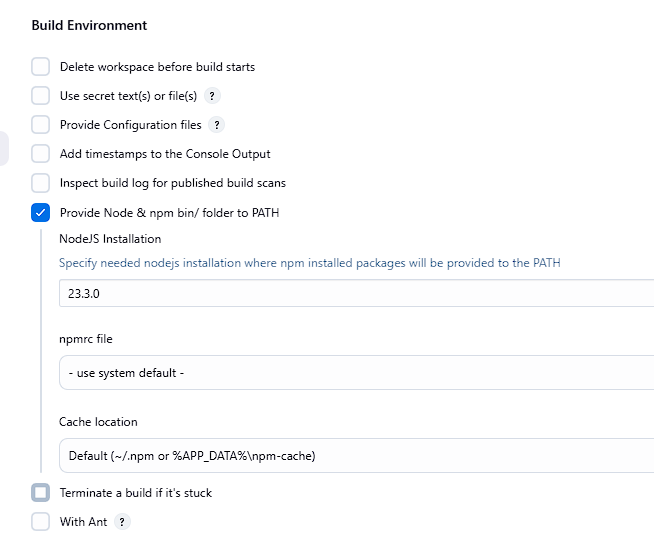 Build Environment
Delete workspace before build starts
Use secret text(s) or file(s) ?
Provide Configuration files ?
Add timestamps to the Console Output
Inspect build log for published build scans
Provide Node & npm bin/ folder to PATH
NodeJS Installation
Specify needed nodejs installation where npm installed packages will be provided to the PATH
23.3.0
npmrc file
- use system default -
Cache location
Default (~/.npm or %APP_DATA%\npm-cache)
Terminate a build if it's stuck
With Ant ?